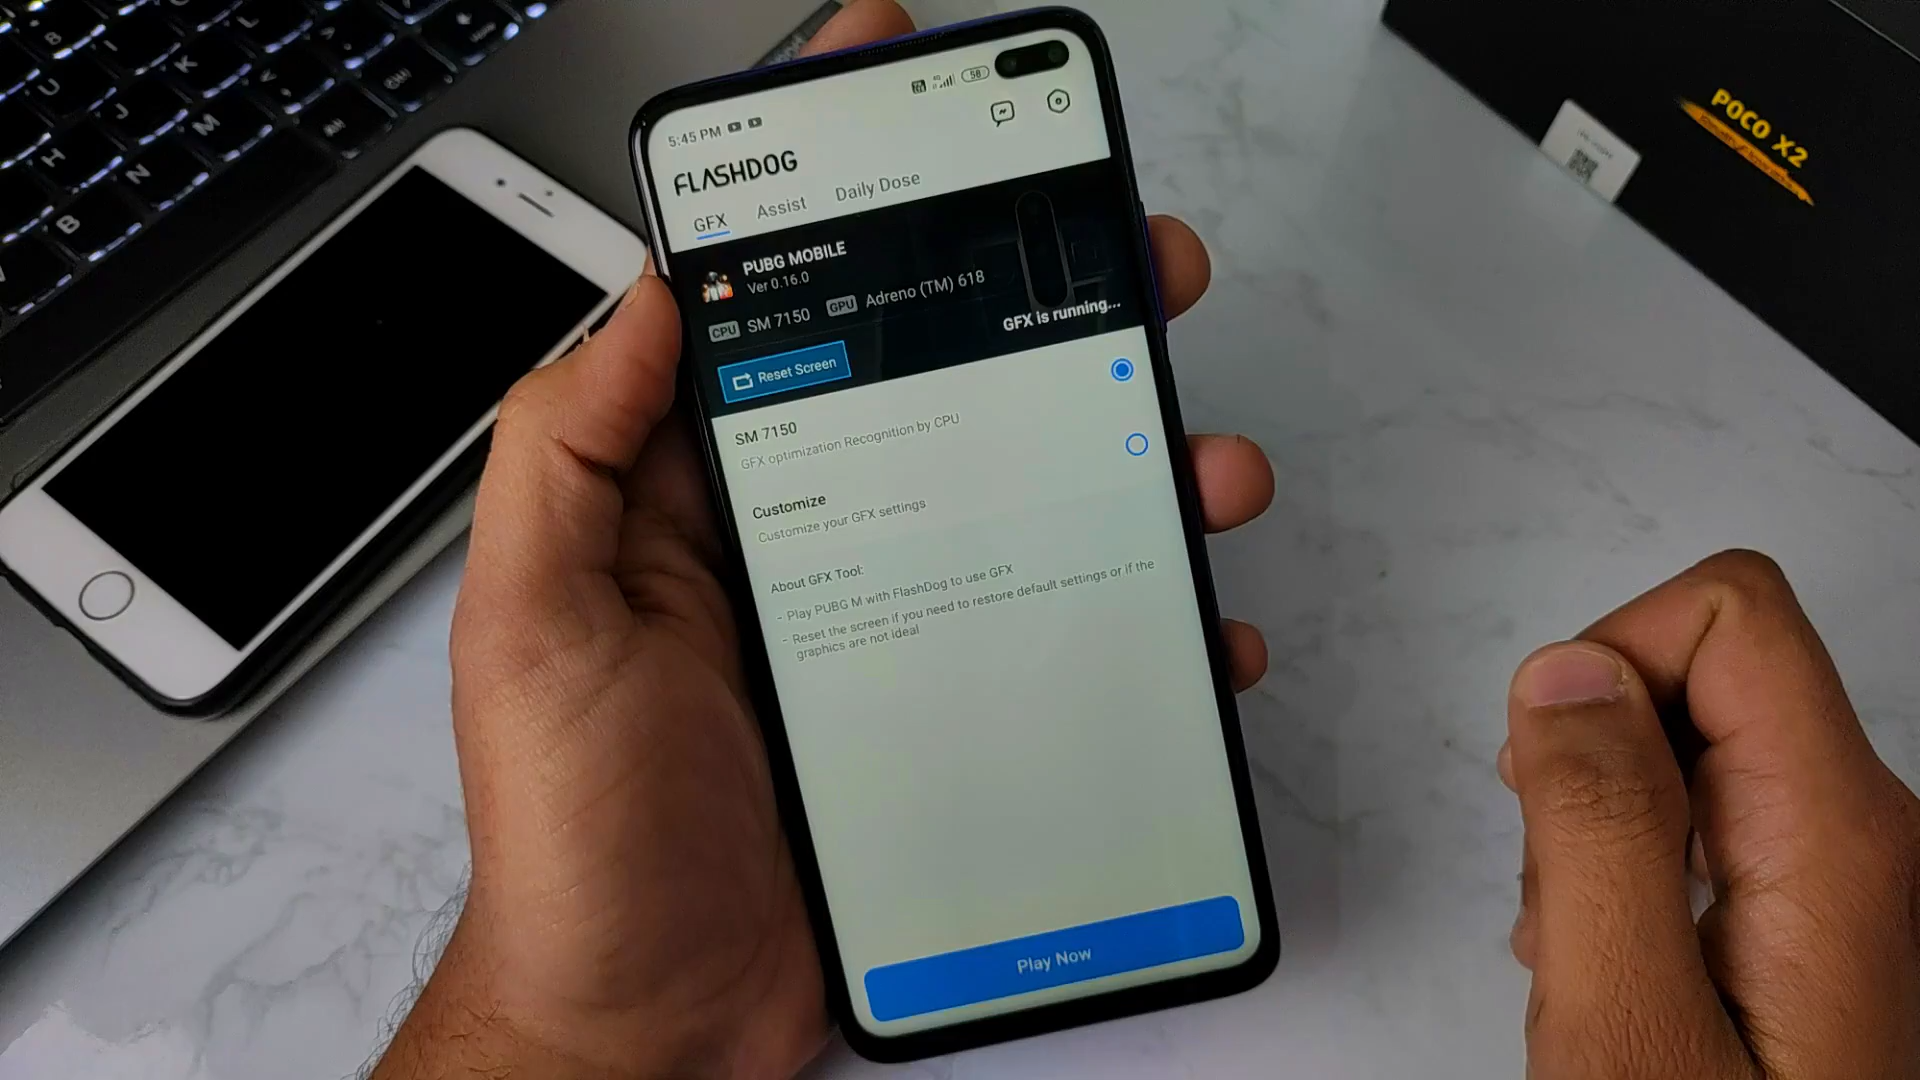 5:45 PM
58
FLASHDOG
GFX
Assist
Daily Dose
PUBG MOBILE
Ver 0.16.0
CPU SM 7150 GPU Adreno (TM) 618
GFX is running...
Reset Screen
SM 7150
GFX optimization Recognition by CPU
Customize
Customize your GFX settings
About GFX Tool:
- Play PUBG M with FlashDog to use GFX
- Reset the screen if you need to restore default settings or if the
graphics are not ideal
Play Now
POCO X2
U
J
M
K
H
N
B